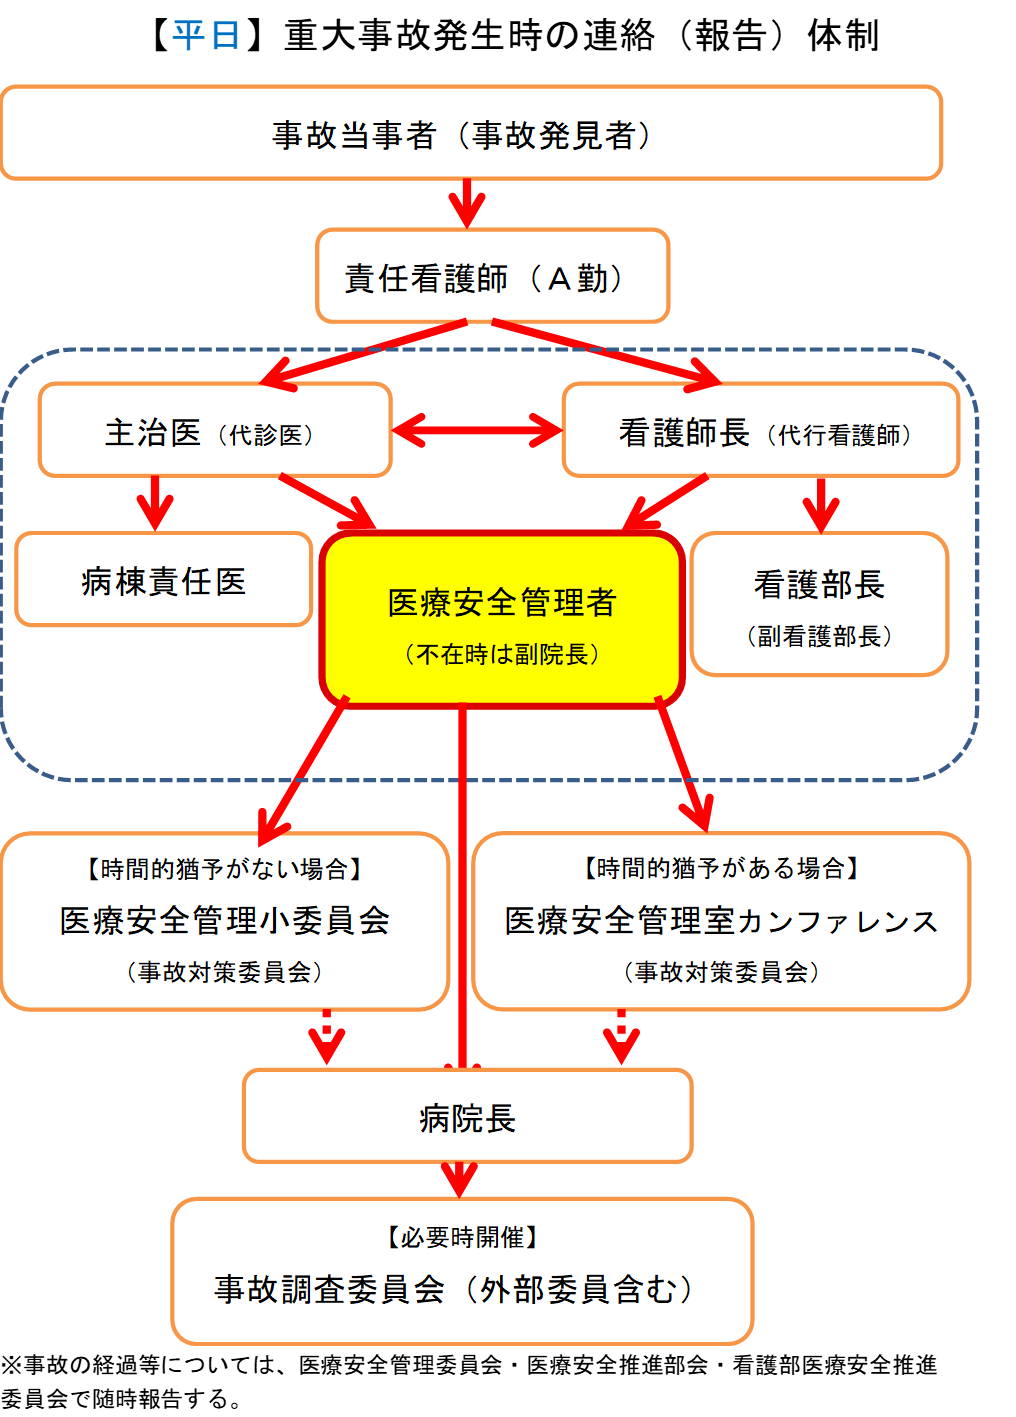 【平日】重大事故発生時の連絡（報告）体制
事故当事者（事故発見者）
責任看護師（Ａ勤）
主治医（代診医）
看護師長（代行看護師）
病棟責任医
医療安全管理者
（不在時は副院長）
看護部長
（副看護部長）
【時間的猶予がない場合】
医療安全管理小委員会
（事故対策委員会）
【時間的猶予がある場合】
医療安全管理室カンファレンス
（事故対策委員会）
病院長
【必要時開催】
事故調査委員会（外部委員含む）
※事故の経過等については、医療安全管理委員会・医療安全推進部会・看護部医療安全推進
委員会で随時報告する。